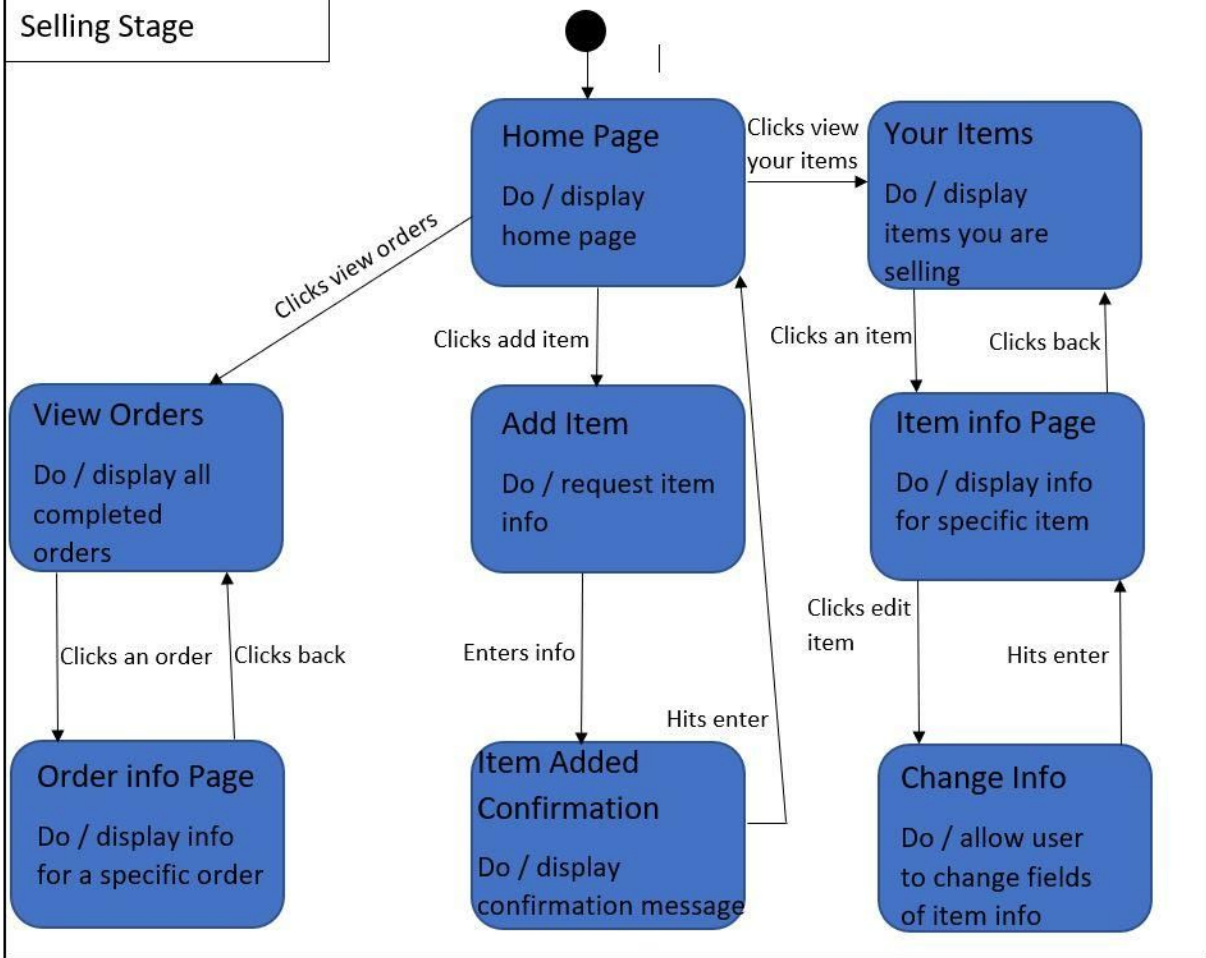 Selling Stage
Home Page
Do / display
home page
Clicks view
your items
Your Items
Do / display
items you are
selling
Clicks view orders
Clicks add item
Clicks an item
Clicks back
View Orders
Do / display all
completed
orders
Add Item
Do / request item
info
Item info Page
Do / display info
for specific item
Clicks an order
Clicks back
Enters info
Hits enter
Clicks edit
item
Hits enter
Order info Page
Do / display info
for a specific order
Item Added
Confirmation
Do / display
confirmation message
Change Info
Do / allow user
to change fields
of item info